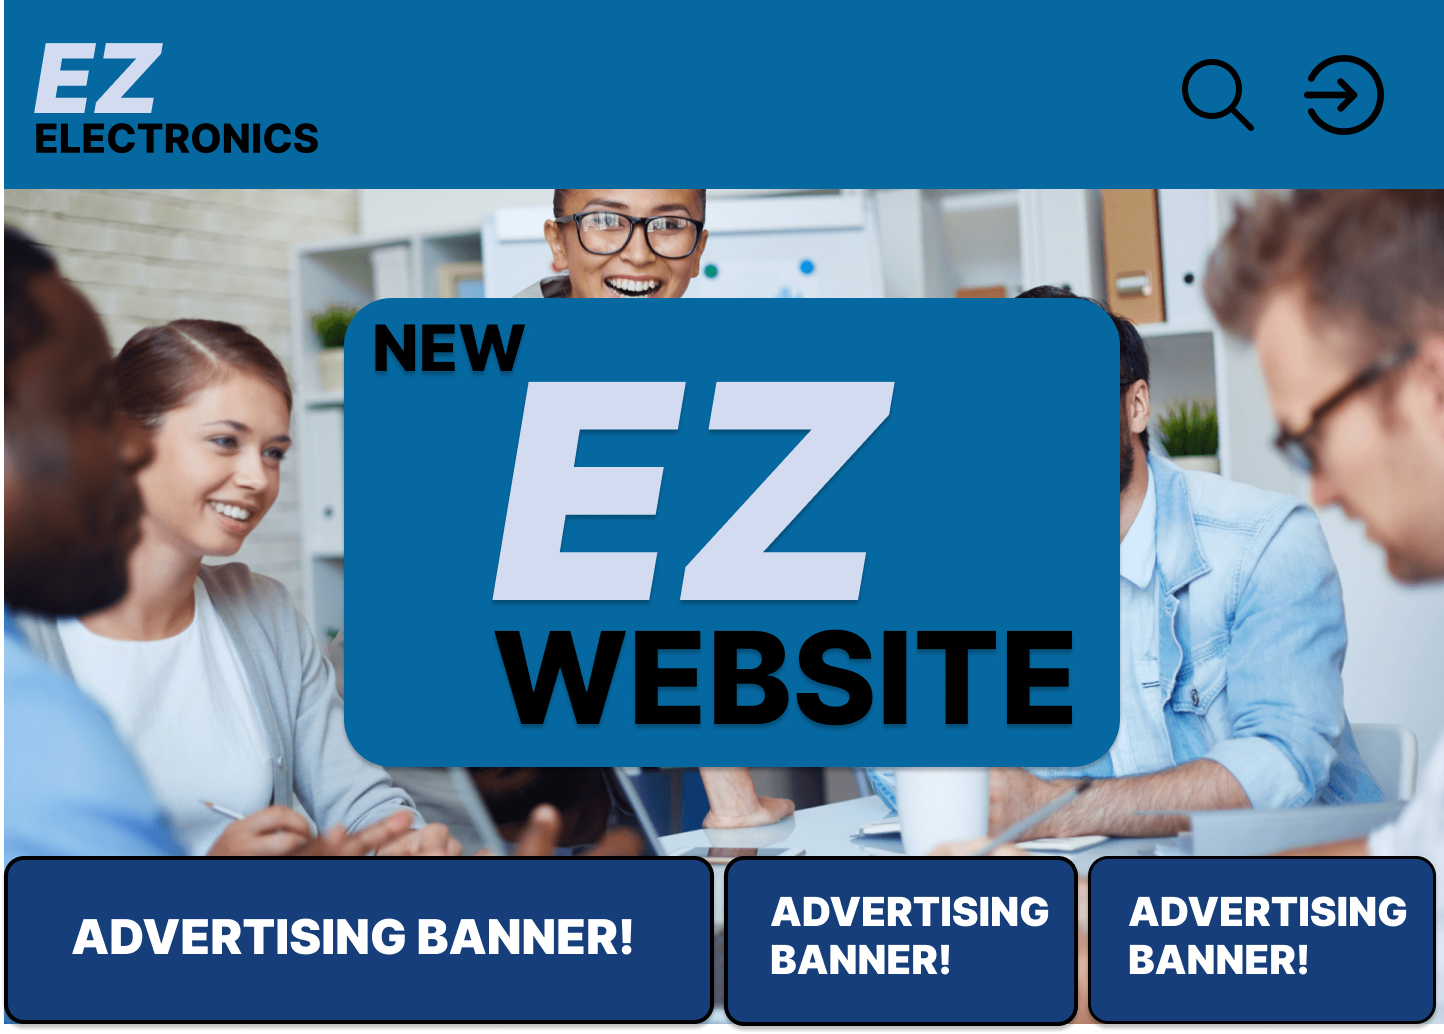 EZ
ELECTRONICS
NEW
EZ
WEBSITE
ADVERTISING BANNER!
ADVERTISING
BANNER!
ADVERTISING
BANNER!